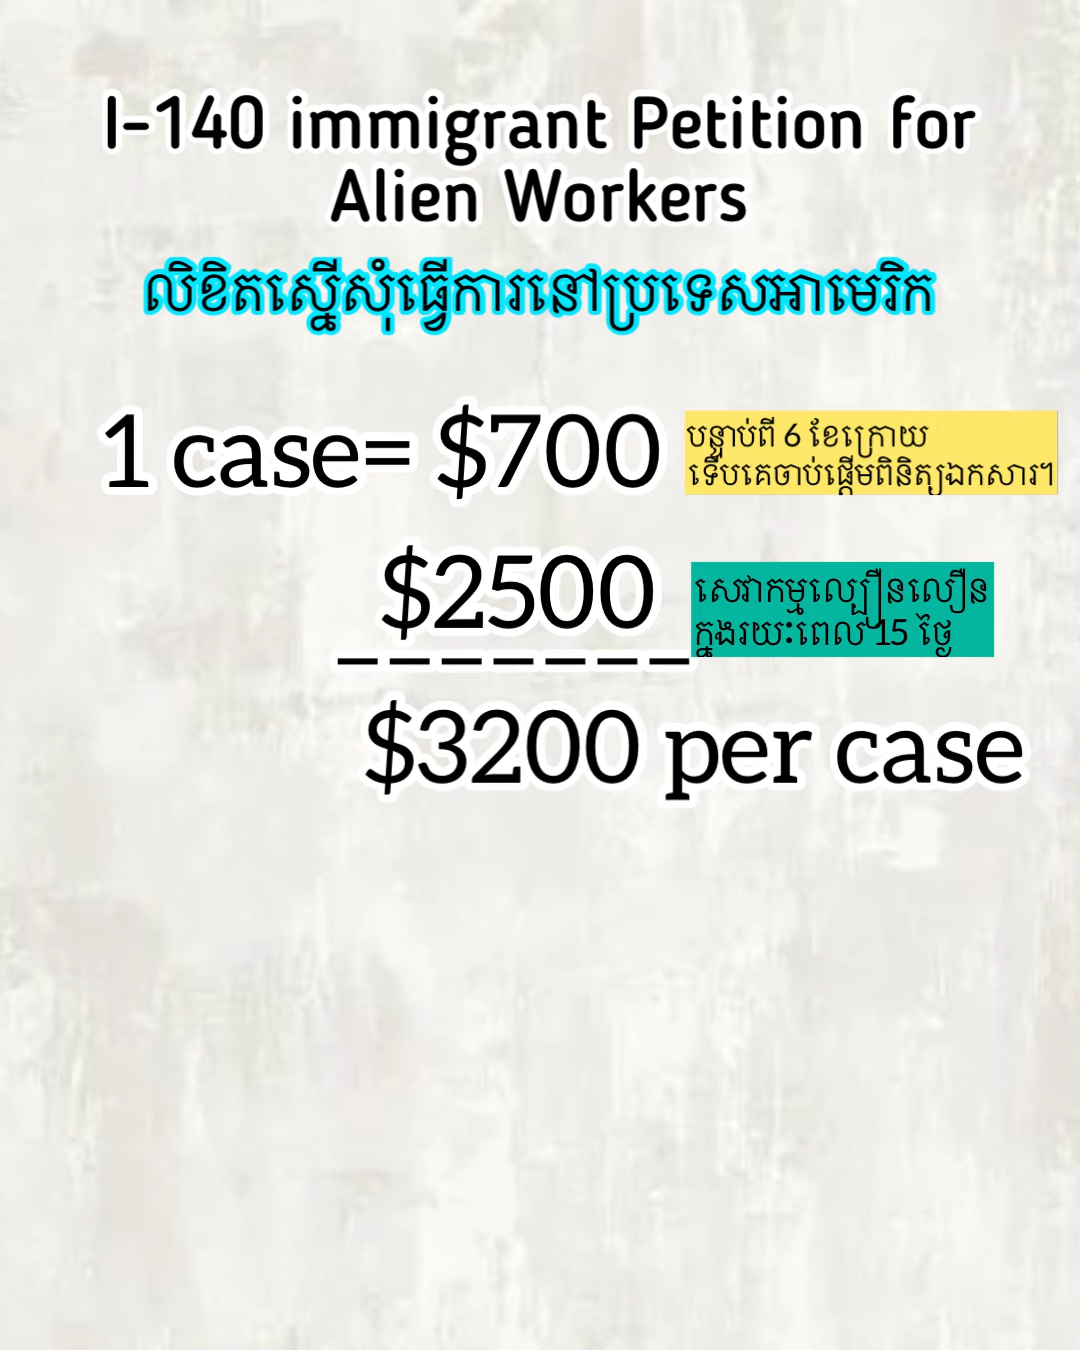 I-140 immigrant Petition for
Alien Workers
លិខិតស្នើសុំធ្វើការនៅប្រទេសអាមេរិក
1 case= $700
បន្ទាប់ពី 6 ខែក្រោយ
ទើបគេចាប់ផ្តើមពិនិត្យឯកសារ។
$2500
សេវាកម្មល្បឿនលឿន
ក្នុងរយៈពេល 15 ថ្ងៃ
-------
$3200 per case